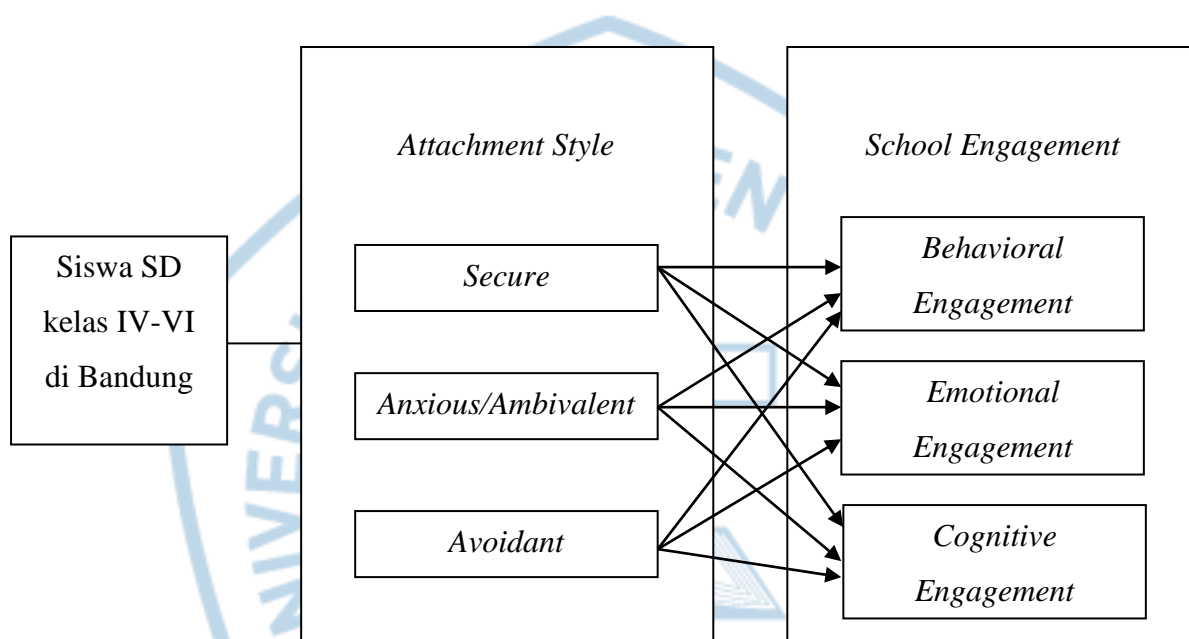 Attachment Style
School Engagement
Siswa SD
kelas IV-VI
di Bandung
Secure
Anxious/Ambivalent
Avoidant
Behavioral
Engagement
Emotional
Engagement
Cognitive
Engagement